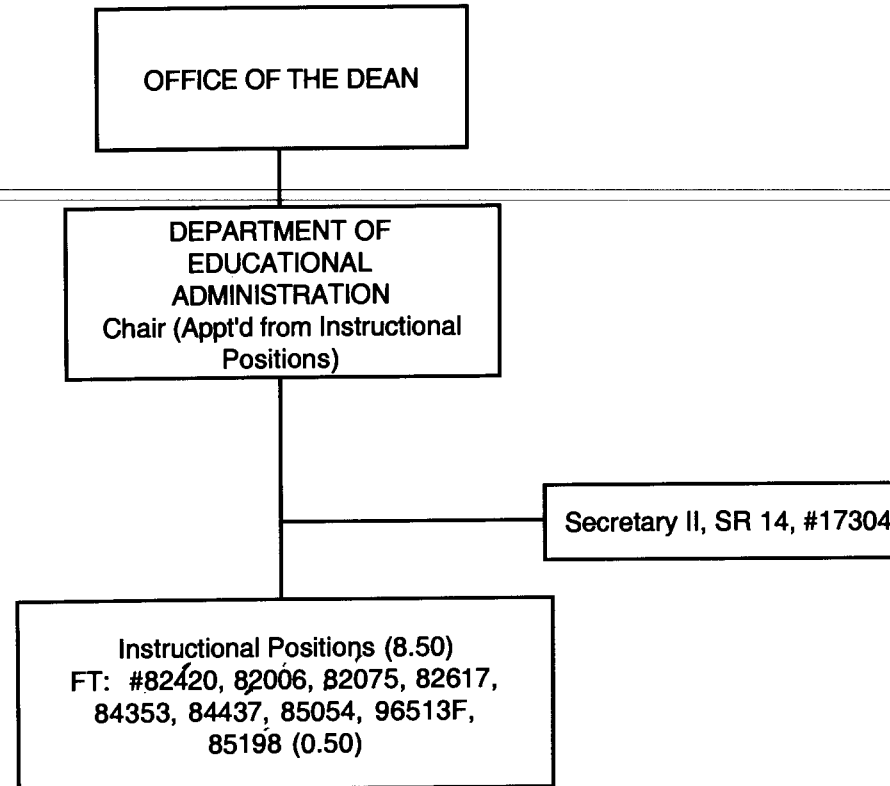 OFFICE OF THE DEAN
DEPARTMENT OF
EDUCATIONAL
ADMINISTRATION
Chair (Appt'd from Instructional
Positions)
Secretary II, SR 14, #17304
Instructional Positions (8.50)
FT: #82420, 82006, 82075, 82617,
84353, 84437, 85054, 96513F,
85198 (0.50)